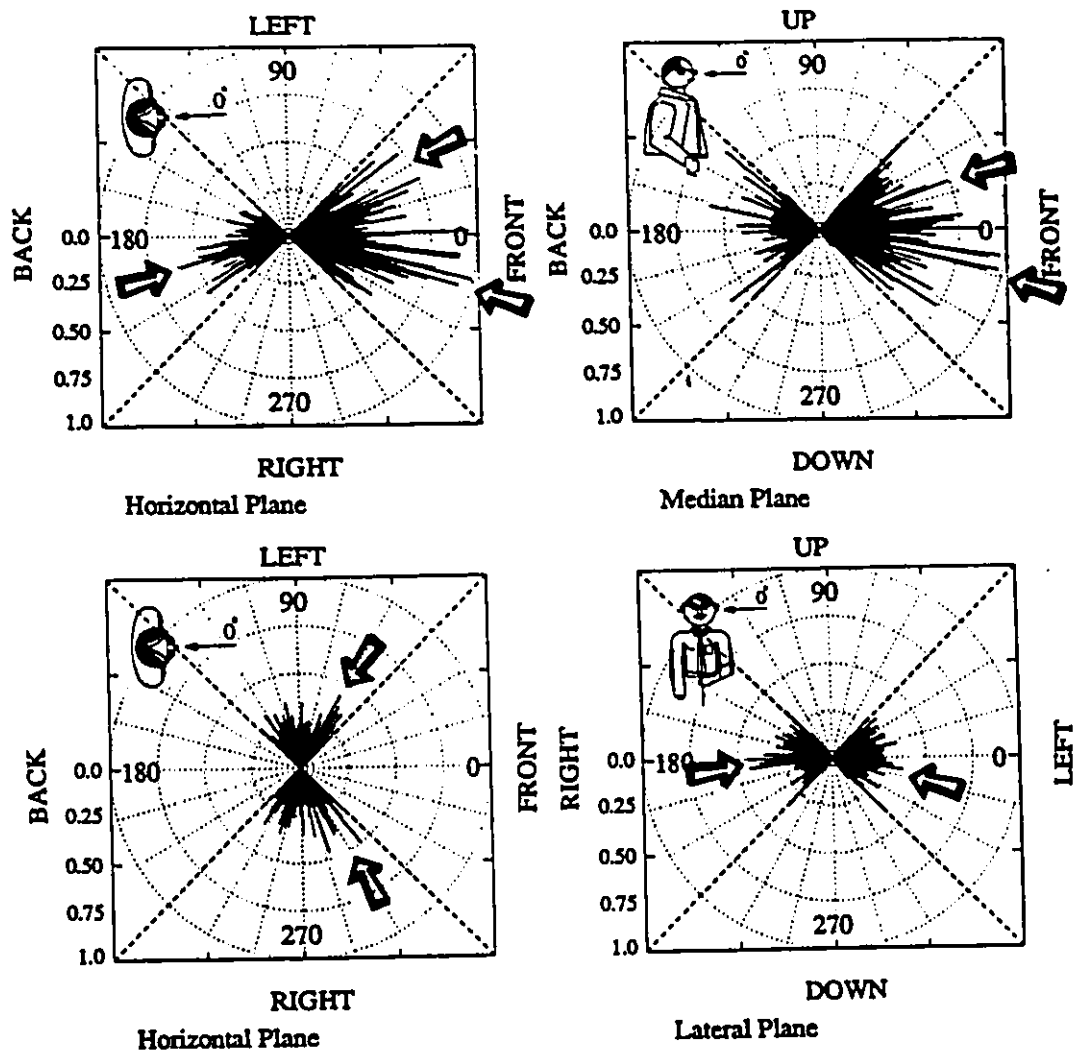 LEFT
90
0°
BACK
0.0
180
0
FRONT
0.25
0.50
0.75
270
1.0
RIGHT
Horizontal Plane
UP
90
0°
BACK
0.0
180
0
FRONT
0.25
0.50
0.75
270
1.0
DOWN
Median Plane
LEFT
90
0°
BACK
0.0
180
0
FRONT
0.25
0.50
0.75
270
1.0
RIGHT
Horizontal Plane
UP
90
0°
RIGHT
0.0
180
0
LEFT
0.25
0.50
0.75
270
1.0
DOWN
Lateral Plane